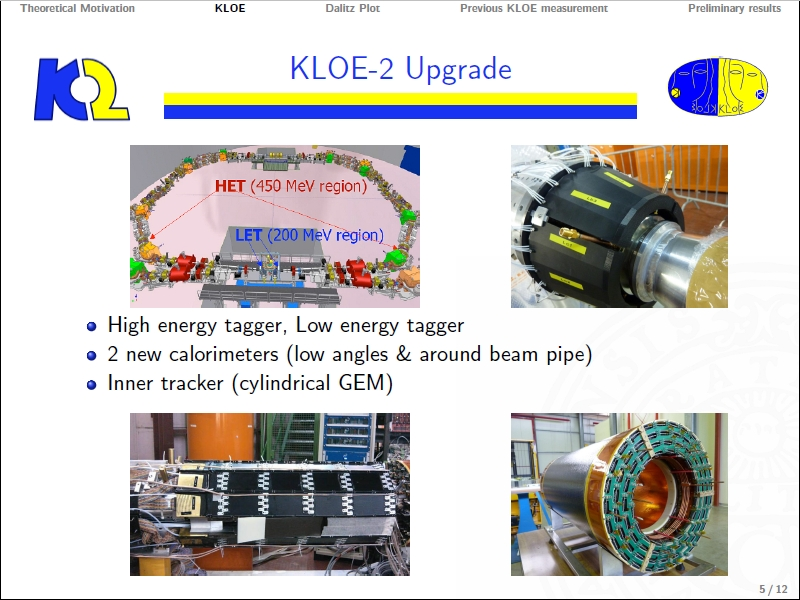 Theoretical Motivation KLOE Dalitz Plot Previous KLOE measurement Preliminary results
KLOE-2 Upgrade
HET (450 MeV region)
LET (200 MeV region)
High energy tagger, Low energy tagger
2 new calorimeters (low angles & around beam pipe)
Inner tracker (cylindrical GEM)
5 / 12